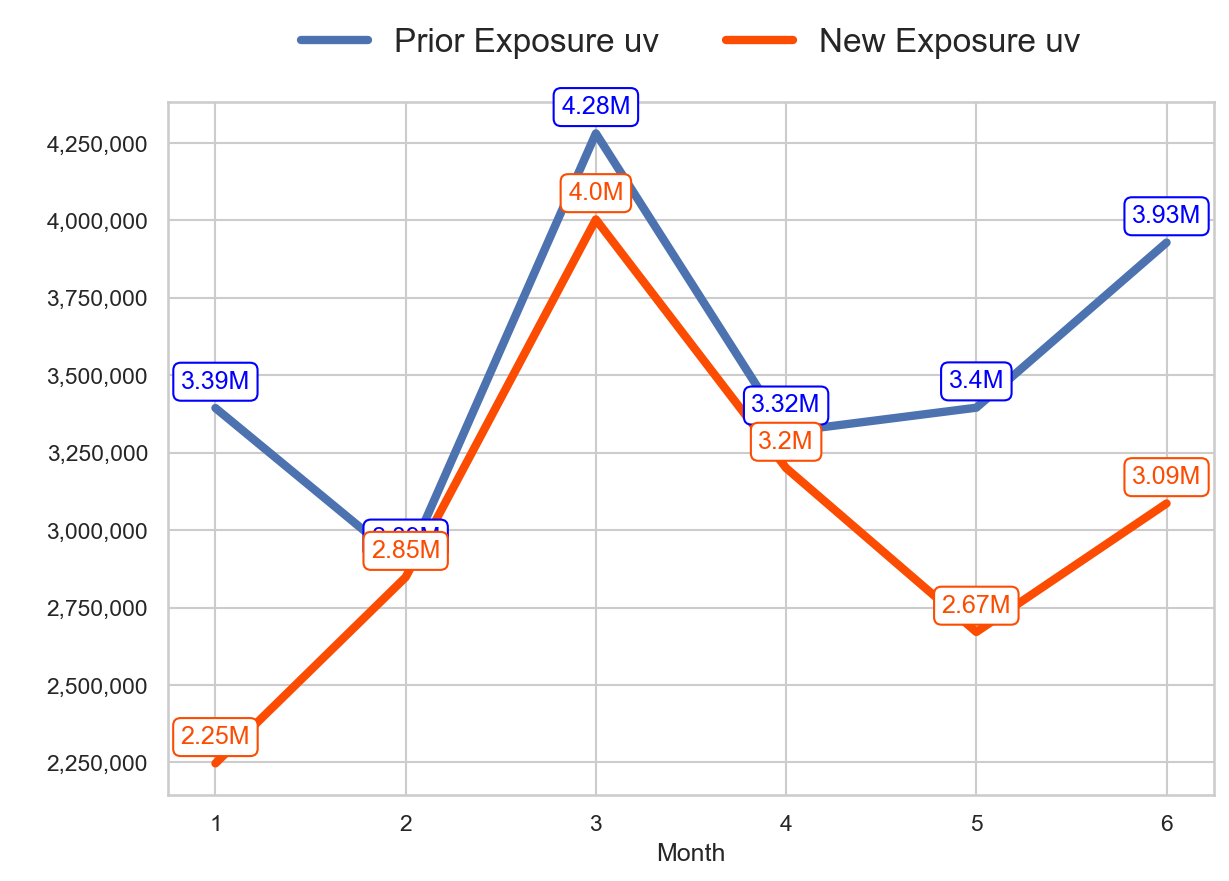 Prior Exposure uv New Exposure uv
4.28M
4,250,000
4.0M
4,000,000
3.93M
3,750,000
3,500,000
3.39M
3.4M
3.32M
3.2M
3,250,000
3.09M
3,000,000
2.85M
2,750,000
2.67M
2,500,000
2.25M
2,250,000
1 2 3 4 5 6
Month